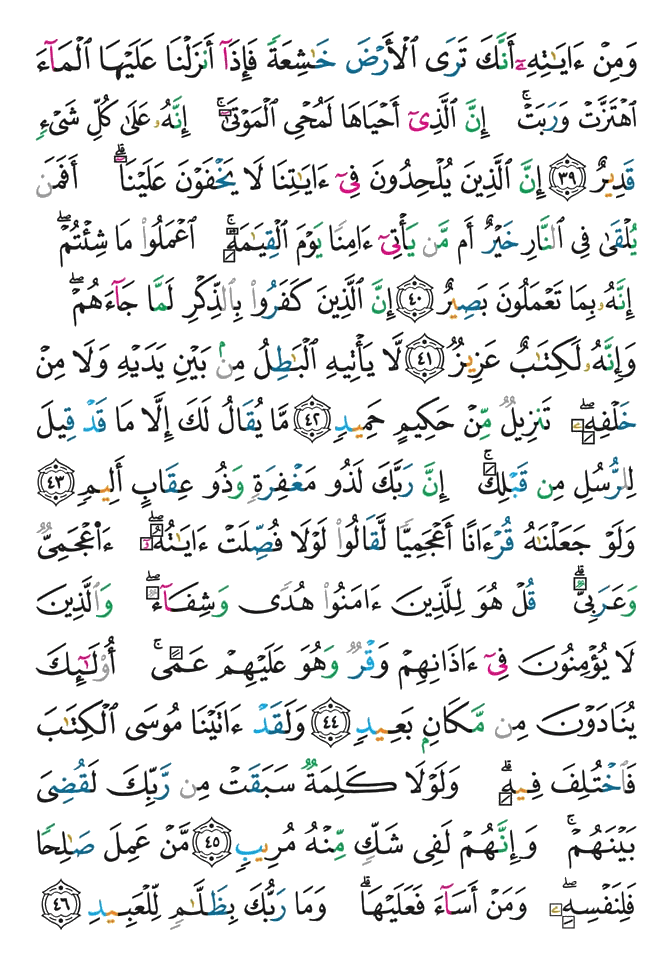 وَمِنْ ءَايَـٰتِهِۦٓ أَنَّكَ تَرَى ٱلْأَرْضَ خَـٰشِعَةً فَإِذَآ أَنزَلْنَا عَلَيْهَا ٱلْمَآءَ
ٱهْتَزَّتْ وَرَبَتْ ۚ إِنَّ ٱلَّذِىٓ أَحْيَاهَا لَمُحْىِ ٱلْمَوْتَىٰٓ ۚ إِنَّهُۥ عَلَىٰ كُلِّ شَىْءٍ
قَدِيرٌ ٣٩ إِنَّ ٱلَّذِينَ يُلْحِدُونَ فِىٓ ءَايَـٰتِنَا لَا يَخْفَوْنَ عَلَيْنَآ ۗ أَفَمَن
يُلْقَىٰ فِى ٱلنَّارِ خَيْرٌ أَم مَّن يَأْتِىٓ ءَامِنًا يَوْمَ ٱلْقِيَـٰمَةِ ۚ ٱعْمَلُوا۟ مَا شِئْتُمْ ۖ
إِنَّهُۥ بِمَا تَعْمَلُونَ بَصِيرٌ ٤٠ إِنَّ ٱلَّذِينَ كَفَرُوا۟ بِٱلذِّكْرِ لَمَّا جَآءَهُمْ ۖ
وَإِنَّهُۥ لَكِتَـٰبٌ عَزِيزٌ ٤١ لَّا يَأْتِيهِ ٱلْبَـٰطِلُ مِنۢ بَيْنِ يَدَيْهِ وَلَا مِنْ
خَلْفِهِۦ ۖ تَنزِيلٌ مِّنْ حَكِيمٍ حَمِيدٍ ٤٢ مَّا يُقَالُ لَكَ إِلَّا مَا قَدْ قِيلَ
لِلرُّسُلِ مِن قَبْلِكَ ۚ إِنَّ رَبَّكَ لَذُو مَغْفِرَةٍ وَذُو عِقَابٍ أَلِيمٍ ٤٣
وَلَوْ جَعَلْنَـٰهُ قُرْءَانًا أَعْجَمِيًّا لَّقَالُوا۟ لَوْلَا فُصِّلَتْ ءَايَـٰتُهُۥٓ ۖ ءَا۬عْجَمِىٌّ
وَعَرَبِىٌّ ۗ قُلْ هُوَ لِلَّذِينَ ءَامَنُوا۟ هُدًى وَشِفَآءٌ ۖ وَٱلَّذِينَ
لَا يُؤْمِنُونَ فِىٓ ءَاذَانِهِمْ وَقْرٌ وَهُوَ عَلَيْهِمْ عَمًى ۚ أُو۟لَـٰٓئِكَ
يُنَادَوْنَ مِن مَّكَانٍۭ بَعِيدٍ ٤٤ وَلَقَدْ ءَاتَيْنَا مُوسَى ٱلْكِتَـٰبَ
فَٱخْتُلِفَ فِيهِ ۗ وَلَوْلَا كَلِمَةٌ سَبَقَتْ مِن رَّبِّكَ لَقُضِىَ
بَيْنَهُمْ ۚ وَإِنَّهُمْ لَفِى شَكٍّ مِّنْهُ مُرِيبٍ ٤٥ مَّنْ عَمِلَ صَـٰلِحًا
فَلِنَفْسِهِۦ ۖ وَمَنْ أَسَآءَ فَعَلَيْهَا ۗ وَمَا رَبُّكَ بِظَلَّـٰمٍ لِّلْعَبِيدِ ٤٦